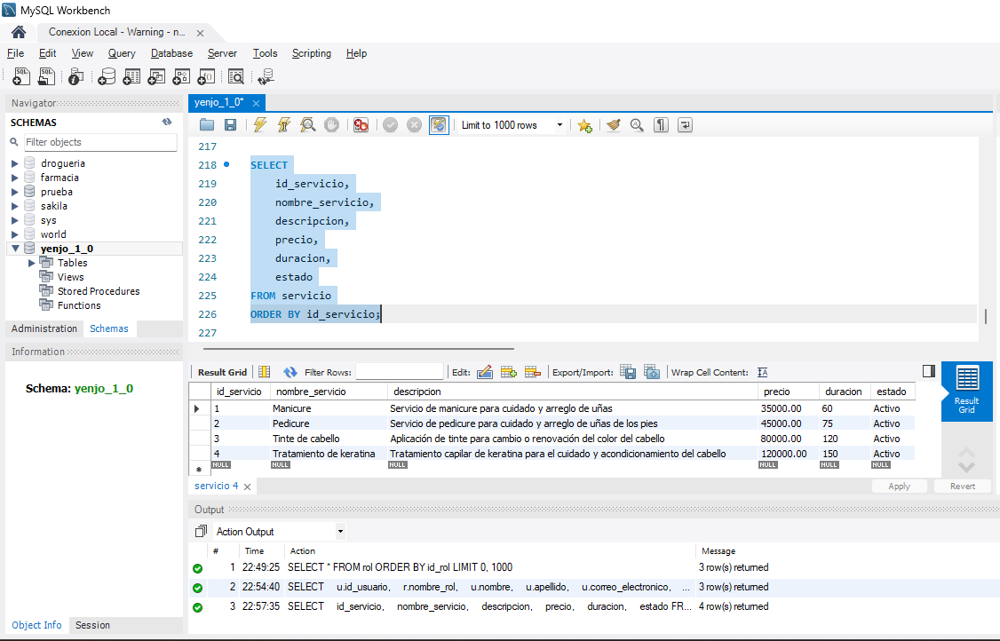 MySQL Workbench
Conexion Local - Warning - n...
File Edit View Query Database Server Tools Scripting Help
Navigator
SCHEMAS
Filter objects
drogueria
farmacia
prueba
sakila
sys
world
yenjo_1_0
Tables
Views
Stored Procedures
Functions
Administration Schemas
Information
Schema: yenjo_1_0
Object Info Session
yenjo_1_0*
Limit to 1000 rows
217
218 SELECT
219 id_servicio,
220 nombre_servicio,
221 descripcion,
222 precio,
223 duracion,
224 estado
225 FROM servicio
226 ORDER BY id_servicio;
227
Result Grid Filter Rows: Edit: Export/Import: Wrap Cell Content:
id_servicio nombre_servicio descripcion precio duracion estado
1 Manicure Servicio de manicure para cuidado y arreglo de uñas 35000.00 60 Activo
2 Pedicure Servicio de pedicure para cuidado y arreglo de uñas de los pies 45000.00 75 Activo
3 Tinte de cabello Aplicación de tinte para cambio o renovación del color del cabello 80000.00 120 Activo
4 Tratamiento de keratina Tratamiento capilar de keratina para el cuidado y acondicionamiento del cabello 120000.00 150 Activo
NULL NULL NULL NULL NULL NULL
Result
Grid
servicio 4 Apply Revert
Output
Action Output
# Time Action Message
1 22:49:25 SELECT * FROM rol ORDER BY id_rol LIMIT 0, 1000 3 row(s) returned
2 22:54:40 SELECT u.id_usuario, r.nombre_rol, u.nombre, u.apellido, u.correo_electronico, ... 3 row(s) returned
3 22:57:35 SELECT id_servicio, nombre_servicio, descripcion, precio, duracion, estado FR... 4 row(s) returned